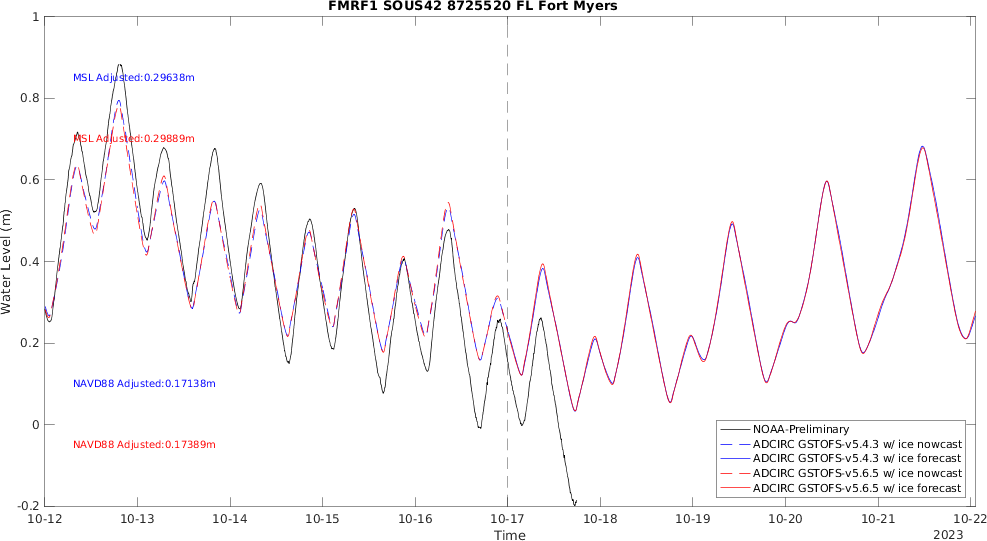 FMRF1 SOUS42 8725520 FL Fort Myers
1
0.8
0.6
0.4
0.2
0
-0.2
Water Level (m)
MSL Adjusted:0.29638m
MSL Adjusted:0.29889m
NAVD88 Adjusted:0.17138m
NAVD88 Adjusted:0.17389m
NOAA-Preliminary
ADCIRC GSTOFS-v5.4.3 w/ ice nowcast
ADCIRC GSTOFS-v5.4.3 w/ ice forecast
ADCIRC GSTOFS-v5.6.5 w/ ice nowcast
ADCIRC GSTOFS-v5.6.5 w/ ice forecast
10-12 10-13 10-14 10-15 10-16 10-17 10-18 10-19 10-20 10-21 10-22
Time
2023